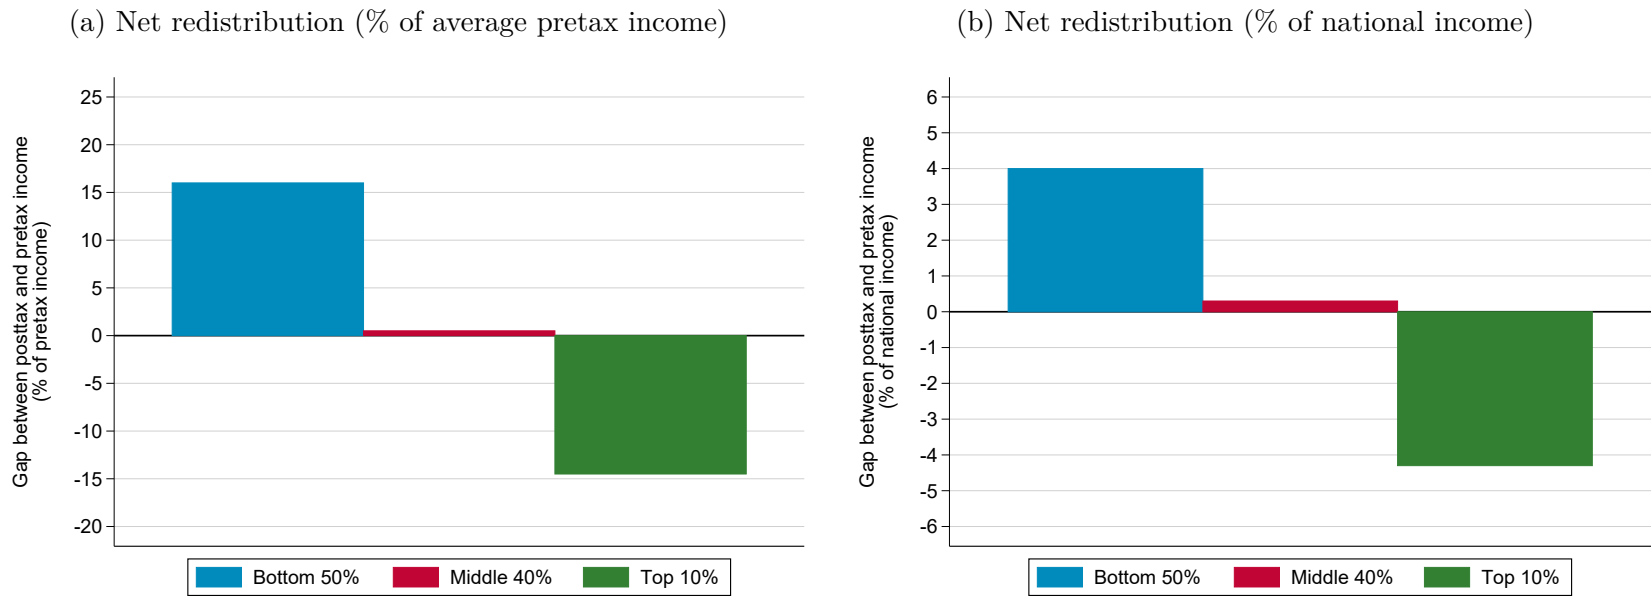 (a) Net redistribution (% of average pretax income)
25
20
15
10
5
0
-5
-10
-15
-20
Gap between posttax and pretax income
(% of pretax income)
Bottom 50%
Middle 40%
Top 10%
(b) Net redistribution (% of national income)
6
5
4
3
2
1
0
-1
-2
-3
-4
-5
-6
Gap between posttax and pretax income
(% of national income)
Bottom 50%
Middle 40%
Top 10%